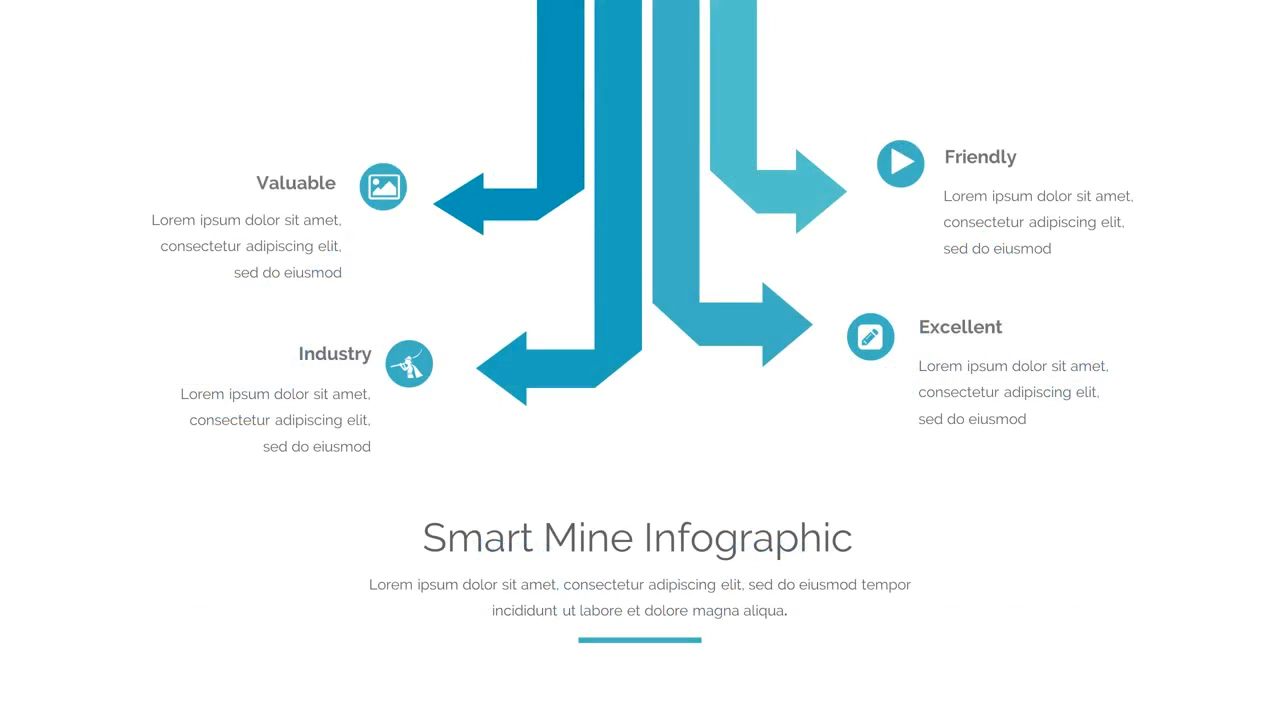 Valuable
Lorem ipsum dolor sit amet,
consectetur adipiscing elit,
sed do eiusmod
Friendly
Lorem ipsum dolor sit amet,
consectetur adipiscing elit,
sed do eiusmod
Industry
Lorem ipsum dolor sit amet,
consectetur adipiscing elit,
sed do eiusmod
Excellent
Lorem ipsum dolor sit amet,
consectetur adipiscing elit,
sed do eiusmod
Smart Mine Infographic
Lorem ipsum dolor sit amet, consectetur adipiscing elit, sed do eiusmod tempor
incididunt ut labore et dolore magna aliqua.